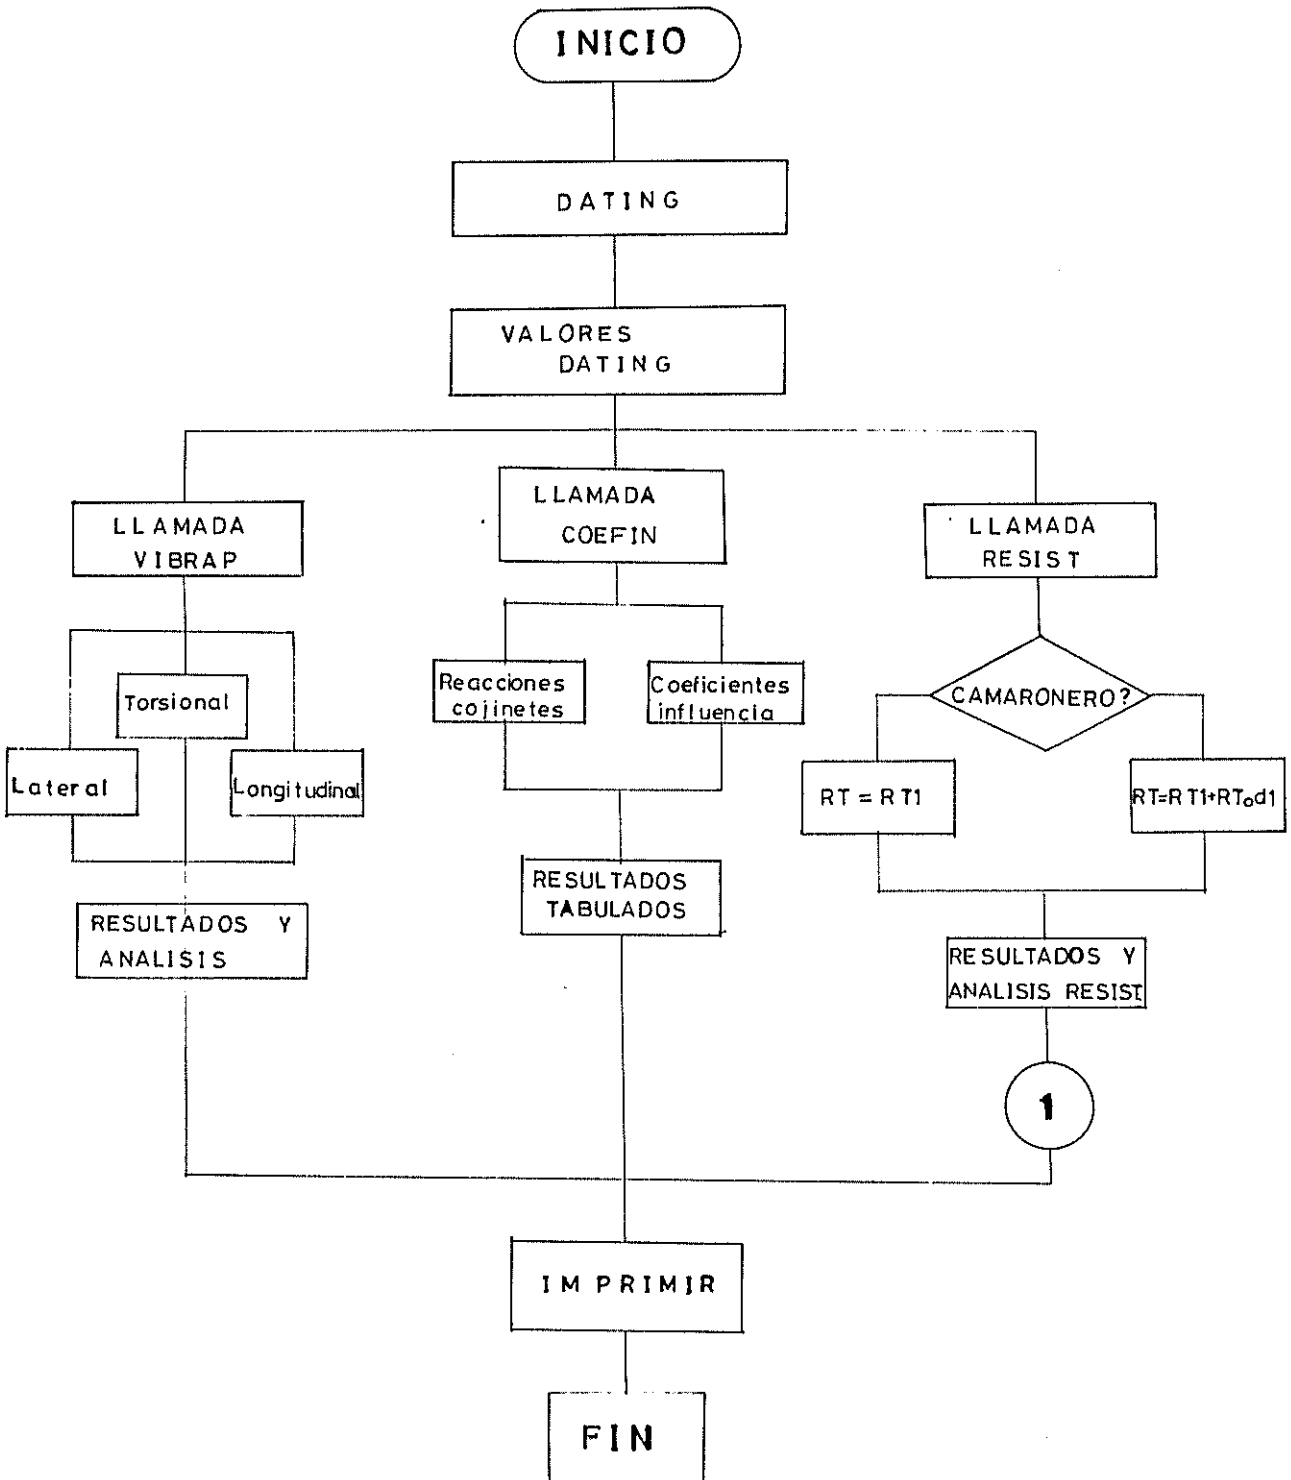 INICIO
DATING
VALORES
DATING
LLAMADA
VIBRAP
LLAMADA
COEFIN
LLAMADA
RESIST
Lateral
Torsional
Longitudinal
Reacciones
cojinetes
Coeficientes
influencia
CAMARONERO?
RT = RT1
RT=RT1+RTod1
RESULTADOS Y
ANALISIS
RESULTADOS
TABULADOS
RESULTADOS Y
ANALISIS RESIST
1
IMPRIMIR
FIN